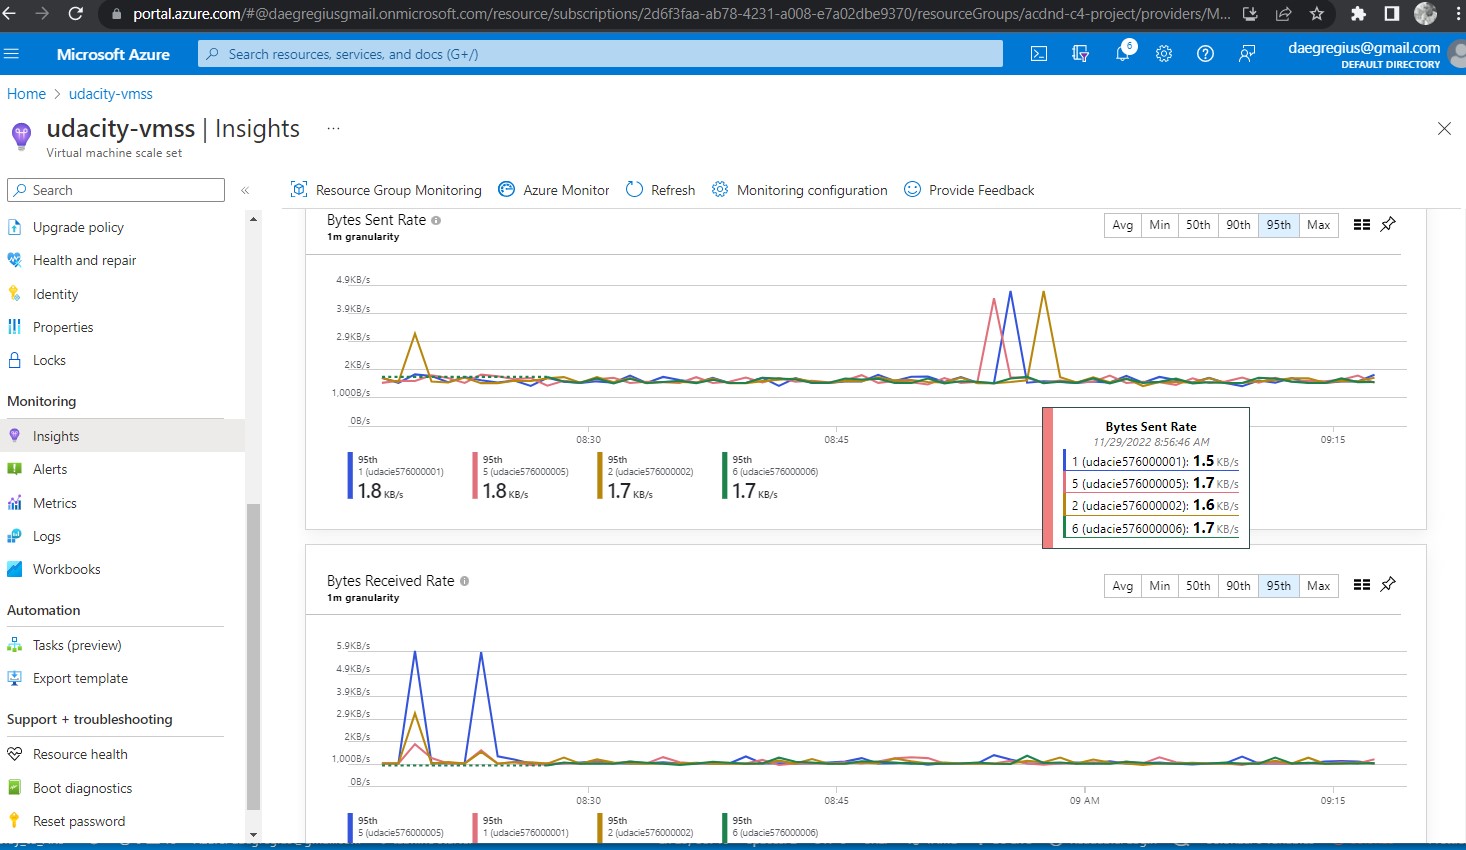 portal.azure.com/#@daegregiusgmail.onmicrosoft.com/resource/subscriptions/2d6f3faa-ab78-4231-a008-e7a02dbe9370/resourceGroups/acdnd-c4-project/providers/M...
Microsoft Azure
Search resources, services, and docs (G+/)
6
daegregius@gmail.com
DEFAULT DIRECTORY
Home > udacity-vmss
udacity-vmss | Insights ...
Virtual machine scale set
Search
«
Resource Group Monitoring
Azure Monitor
Refresh
Monitoring configuration
Provide Feedback
Upgrade policy
Health and repair
Identity
Properties
Locks
Monitoring
Insights
Alerts
Metrics
Logs
Workbooks
Automation
Tasks (preview)
Export template
Support + troubleshooting
Resource health
Boot diagnostics
Reset password
Bytes Sent Rate
1m granularity
Avg Min 50th 90th 95th Max
4.9KB/s
3.9KB/s
2.9KB/s
2KB/s
1,000B/s
0B/s
08:30 08:45 09:15
95th
1 (udacie576000001)
1.8 KB/s
95th
5 (udacie576000005)
1.8 KB/s
95th
2 (udacie576000002)
1.7 KB/s
95th
6 (udacie576000006)
1.7 KB/s
Bytes Sent Rate
11/29/2022 8:56:46 AM
1 (udacie576000001): 1.5 KB/s
5 (udacie576000005): 1.7 KB/s
2 (udacie576000002): 1.6 KB/s
6 (udacie576000006): 1.7 KB/s
Bytes Received Rate
1m granularity
Avg Min 50th 90th 95th Max
5.9KB/s
4.9KB/s
3.9KB/s
2.9KB/s
2KB/s
1,000B/s
0B/s
08:30 08:45 09 AM 09:15
95th
5 (udacie576000005)
95th
1 (udacie576000001)
95th
2 (udacie576000002)
95th
6 (udacie576000006)